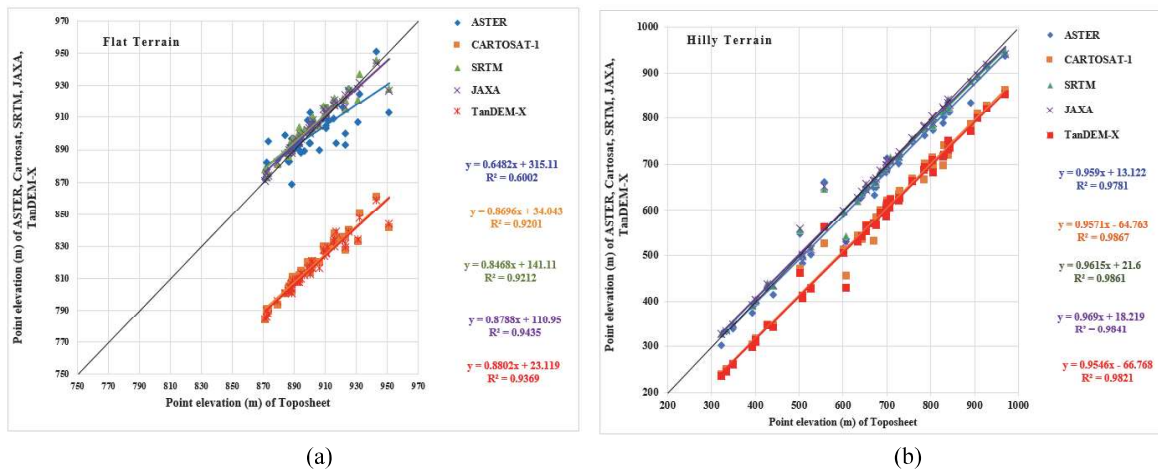 (a)
Flat Terrain
970
950
930
910
890
870
850
830
810
790
770
750
750 770 790 810 830 850 870 890 910 930 950 970
Point elevation (m) of ASTER, Cartosat, SRTM, JAXA,
TanDEM-X
Point elevation (m) of Toposheet
ASTER
CARTOSAT-1
SRTM
JAXA
TanDEM-X
y = 0.6482x + 315.11
R² = 0.6002
y = 0.8696x + 34.043
R² = 0.9201
y = 0.8468x + 141.11
R² = 0.9212
y = 0.8788x + 110.95
R² = 0.9435
y = 0.8802x + 23.119
R² = 0.9369
(a)
(b)
Hilly Terrain
1000
900
800
700
600
500
400
300
200
200 300 400 500 600 700 800 900 1000
Point elevation (m) of ASTER, Cartosat, SRTM, JAXA,
TanDEM-X
Point elevation (m) of Toposheet
ASTER
CARTOSAT-1
SRTM
JAXA
TanDEM-X
y = 0.959x + 13.122
R² = 0.9781
y = 0.9571x - 64.763
R² = 0.9867
y = 0.9615x + 21.6
R² = 0.9861
y = 0.969x + 18.219
R² = 0.9841
y = 0.9546x - 66.768
R² = 0.9821
(b)